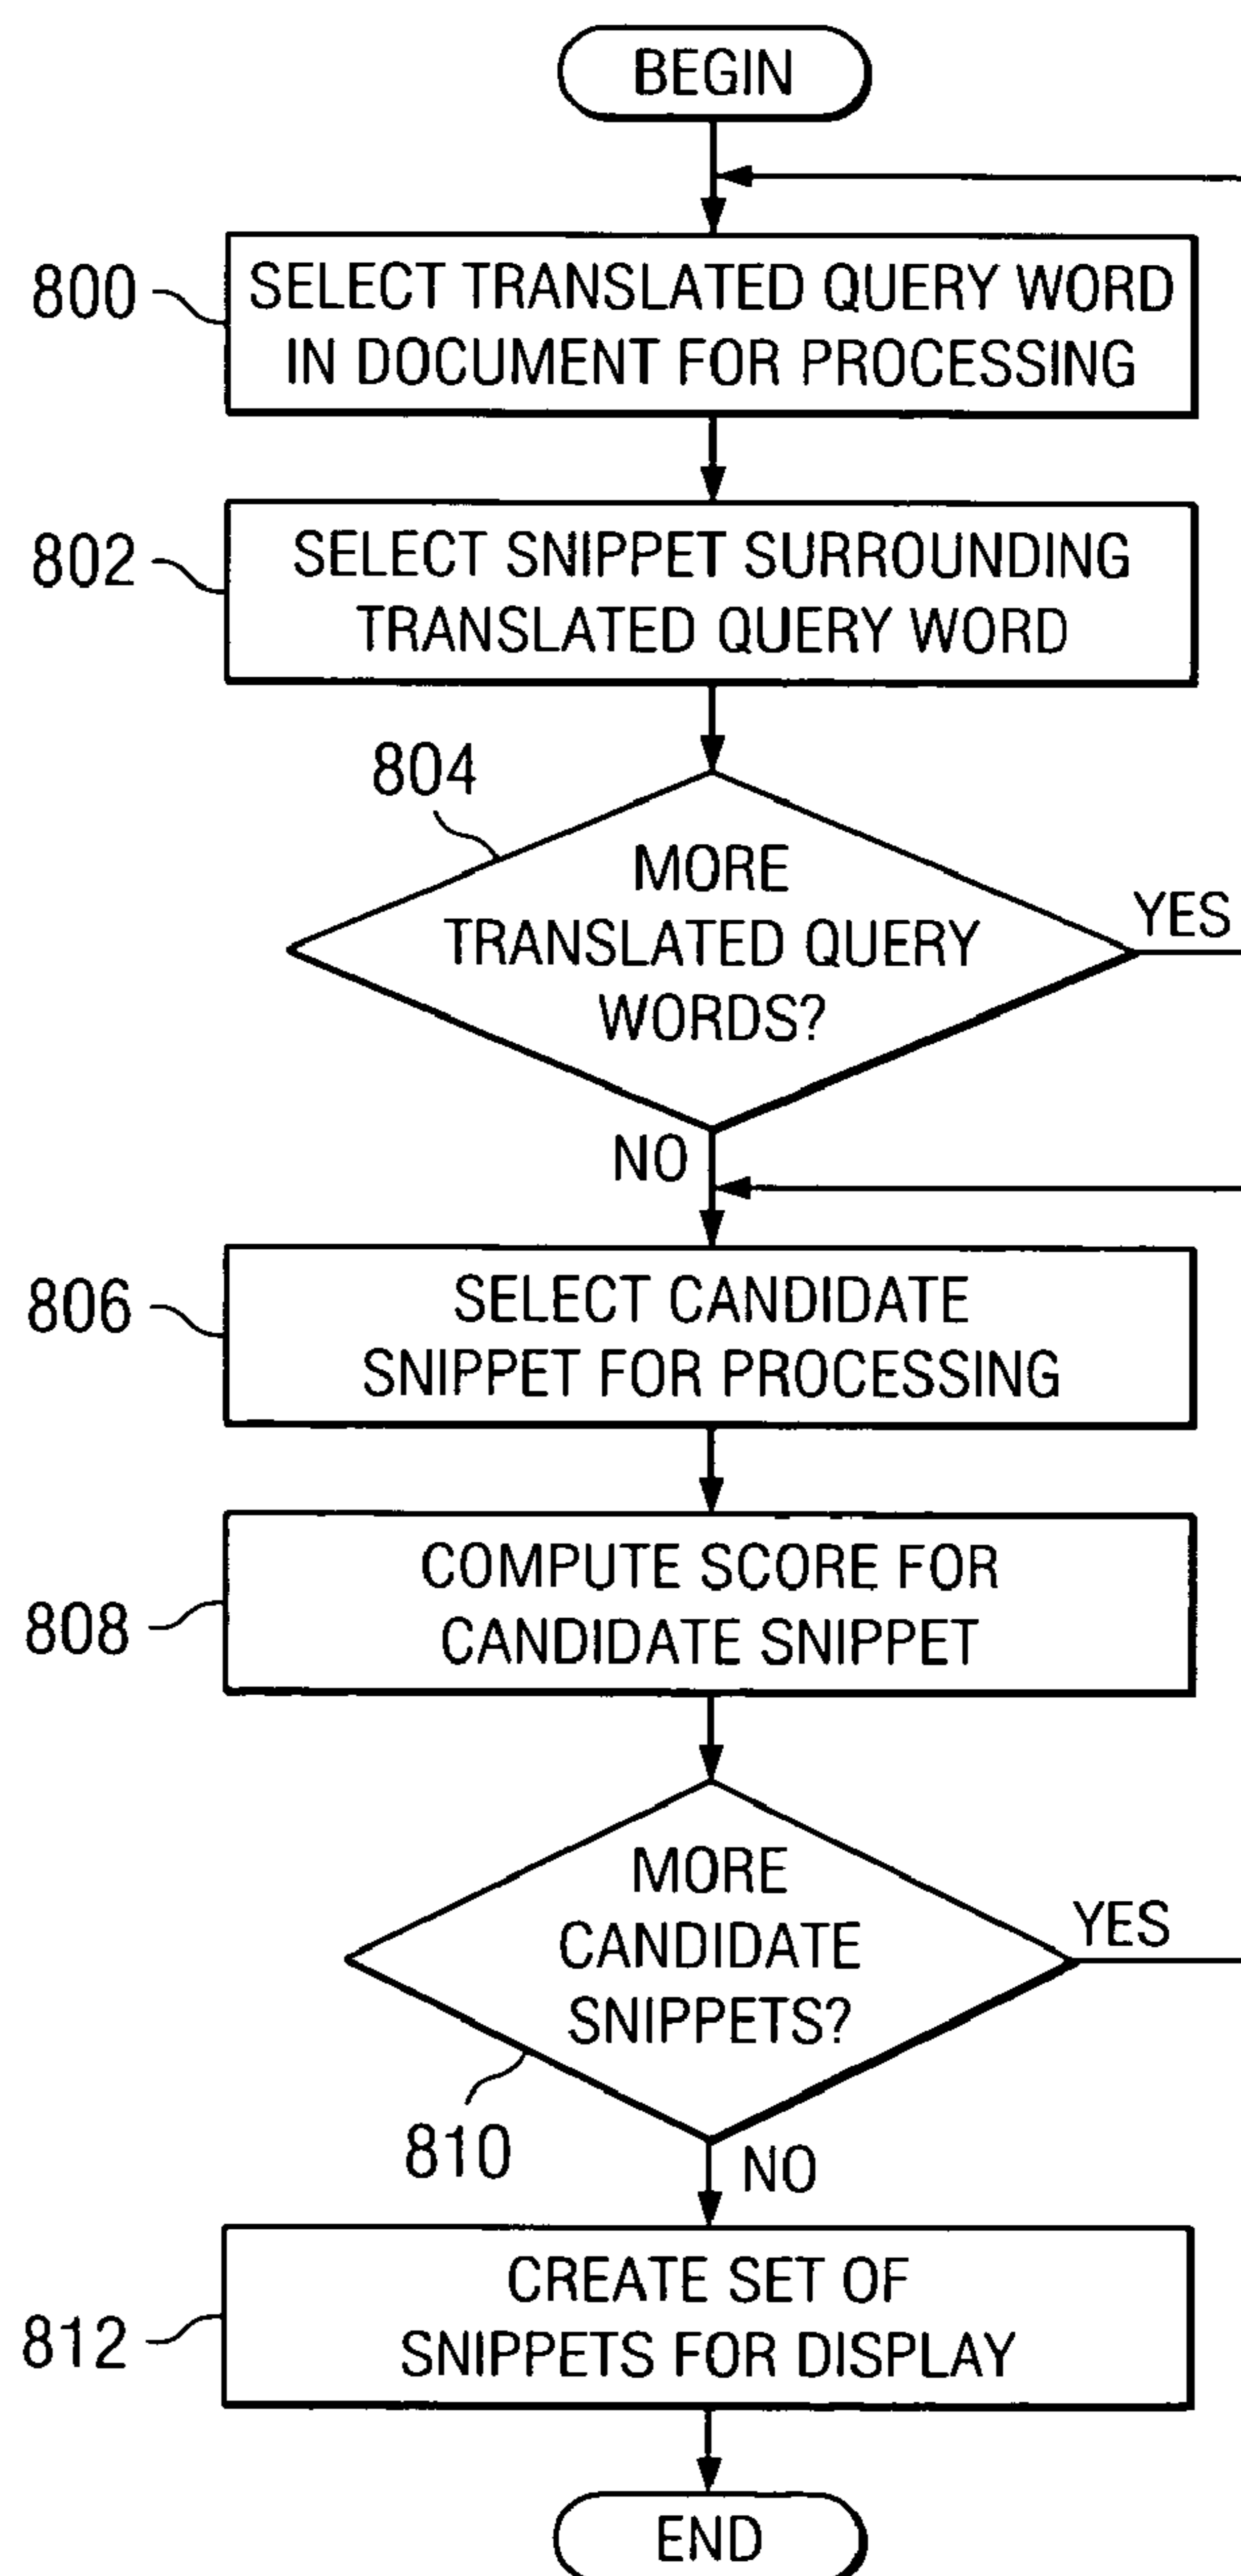 BEGIN
800
SELECT TRANSLATED QUERY WORD
IN DOCUMENT FOR PROCESSING
802
SELECT SNIPPET SURROUNDING
TRANSLATED QUERY WORD
804
MORE
TRANSLATED QUERY
WORDS?
YES
NO
806
SELECT CANDIDATE
SNIPPET FOR PROCESSING
808
COMPUTE SCORE FOR
CANDIDATE SNIPPET
MORE
CANDIDATE
SNIPPETS?
YES
810
NO
812
CREATE SET OF
SNIPPETS FOR DISPLAY
END